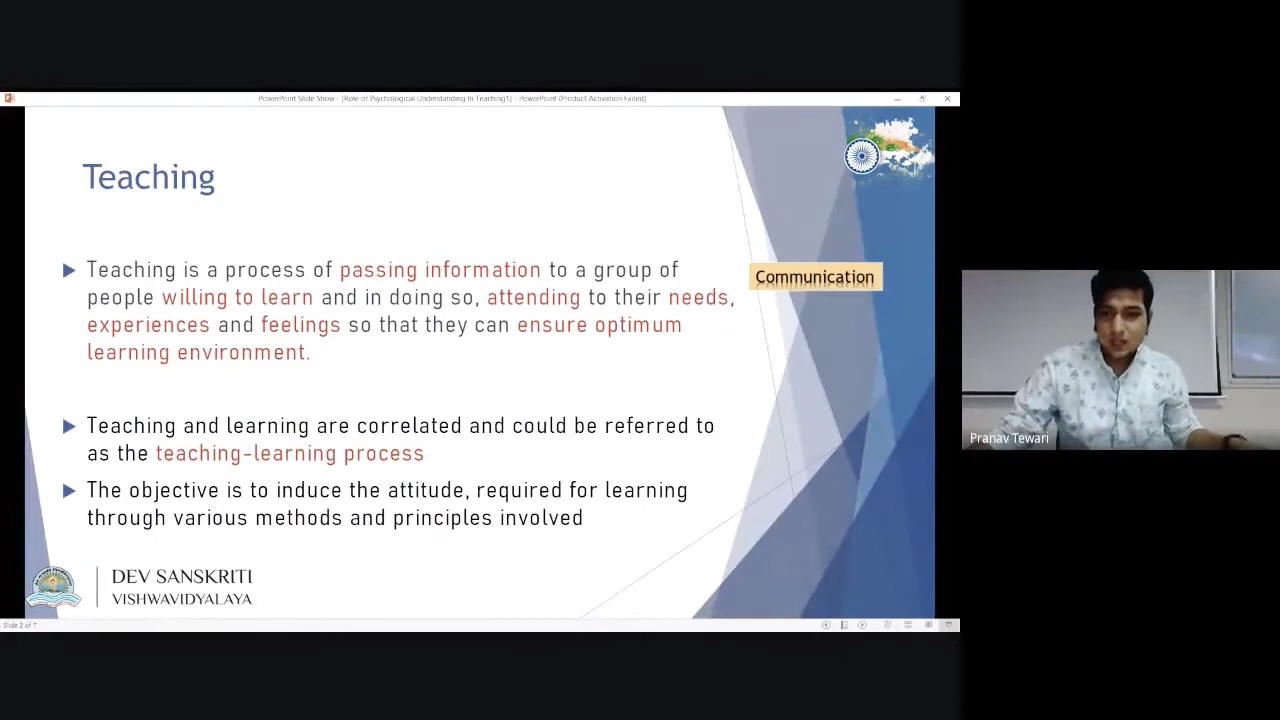 PowerPoint Slide Show - [Role of Psychological Understanding In Teaching1] - PowerPoint (Product Activation Failed)
Teaching
Teaching is a process of passing information to a group of
people willing to learn and in doing so, attending to their needs,
experiences and feelings so that they can ensure optimum
learning environment.
Communication
Teaching and learning are correlated and could be referred to
as the teaching-learning process
The objective is to induce the attitude, required for learning
through various methods and principles involved
DEV SANSKRITI
VISHWAVIDYALAYA
Slide 2 of 7
Pranav Tewari